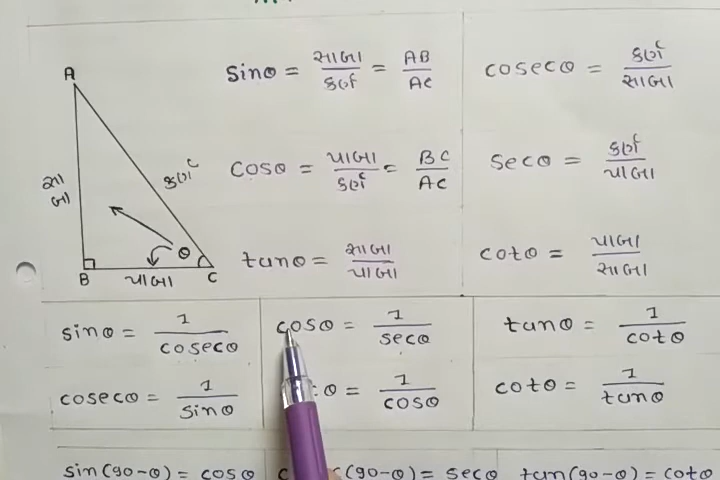 A
સાબા
કર્ણ
θ
B પાબા C
sinθ = સાબા/કર્ણ = AB/AC
cosecθ = કર્ણ/સાબા
cosθ = પાબા/કર્ણ = BC/AC
secθ = કર્ણ/પાબા
tanθ = સાબા/પાબા
cotθ = પાબા/સાબા
sinθ = 1/cosecθ
cosθ = 1/secθ
tanθ = 1/cotθ
cosecθ = 1/sinθ
θ = 1/cosθ
cotθ = 1/tanθ
sin(90-θ) = cosθ
(90-θ) = secθ
tan(90-θ) = cotθ